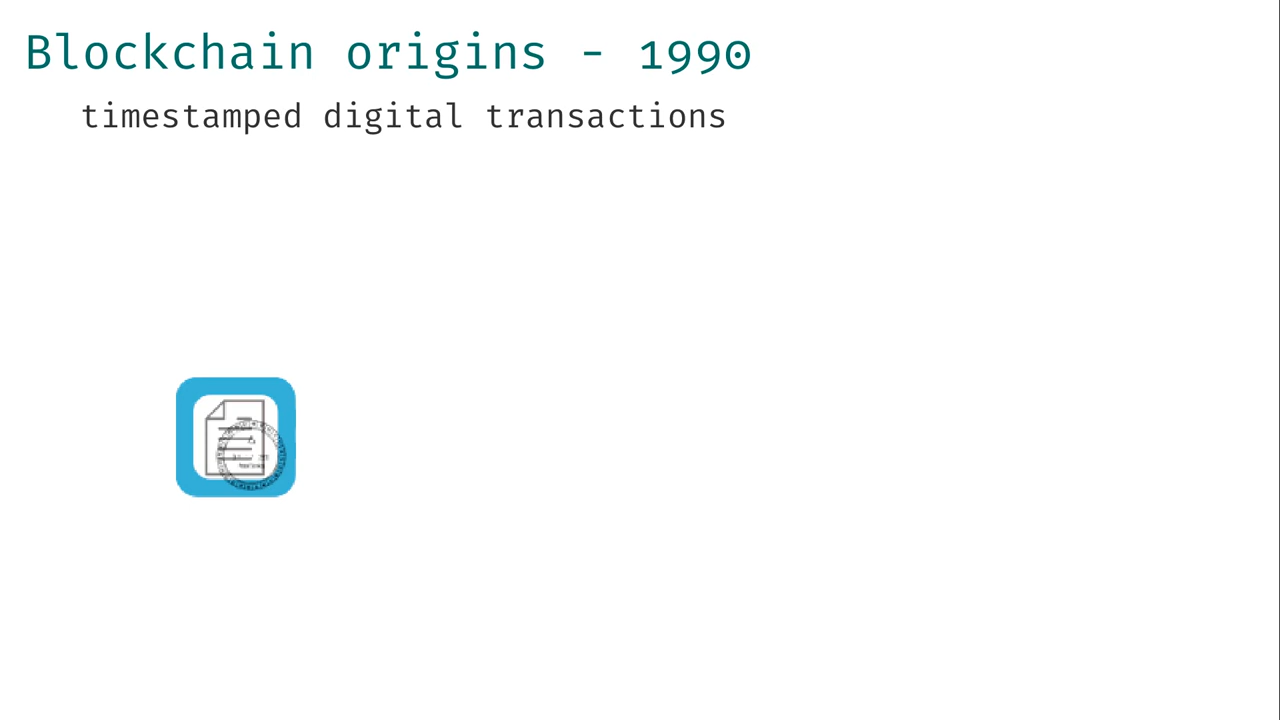 Blockchain origins - 1990
timestamped digital transactions